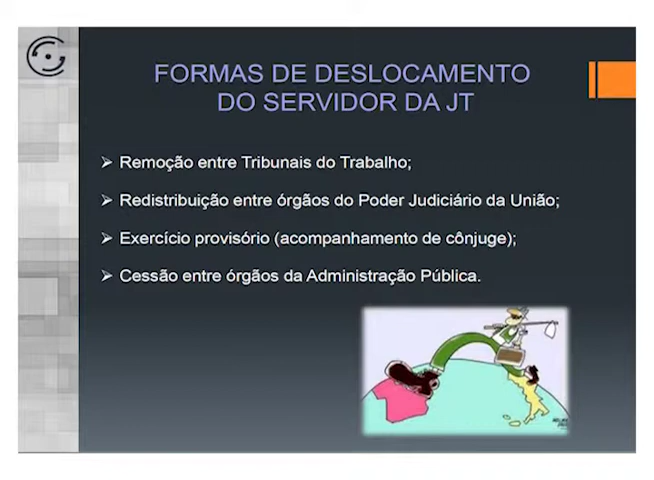 FORMAS DE DESLOCAMENTO
DO SERVIDOR DA JT
Remoção entre Tribunais do Trabalho;
Redistribuição entre órgãos do Poder Judiciário da União;
Exercício provisório (acompanhamento de cônjuge);
Cessão entre órgãos da Administração Pública.